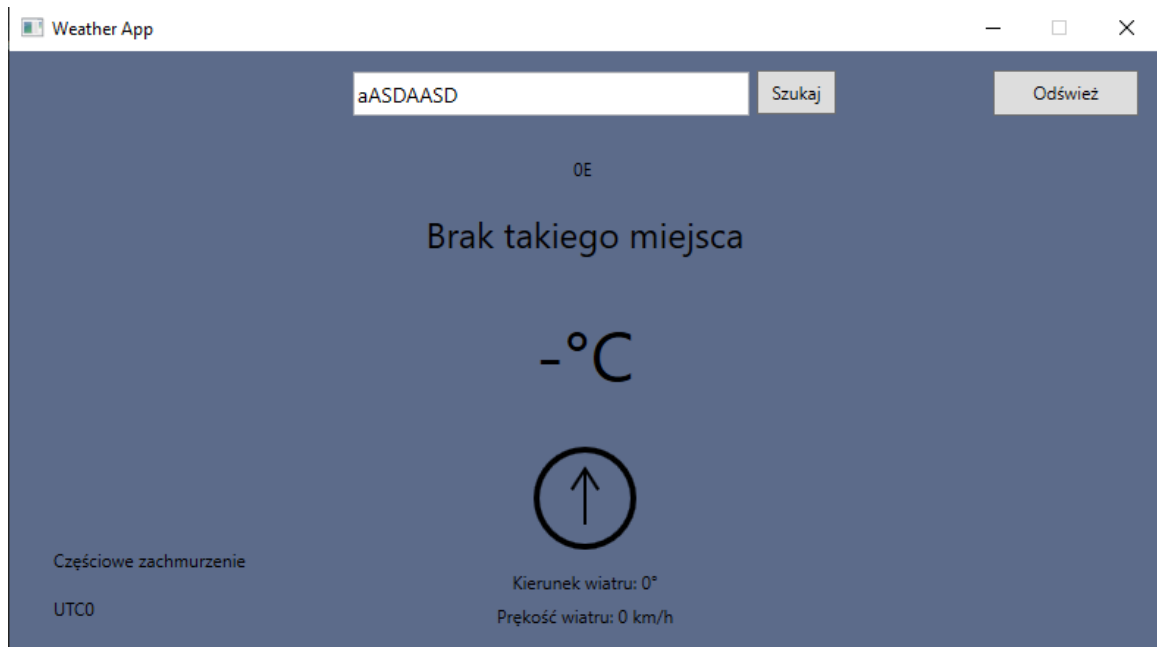 Weather App
aASDAASD
Szukaj
Odśwież
0E
Brak takiego miejsca
-°C
Częściowe zachmurzenie
Kierunek wiatru: 0°
UTC0
Prękość wiatru: 0 km/h